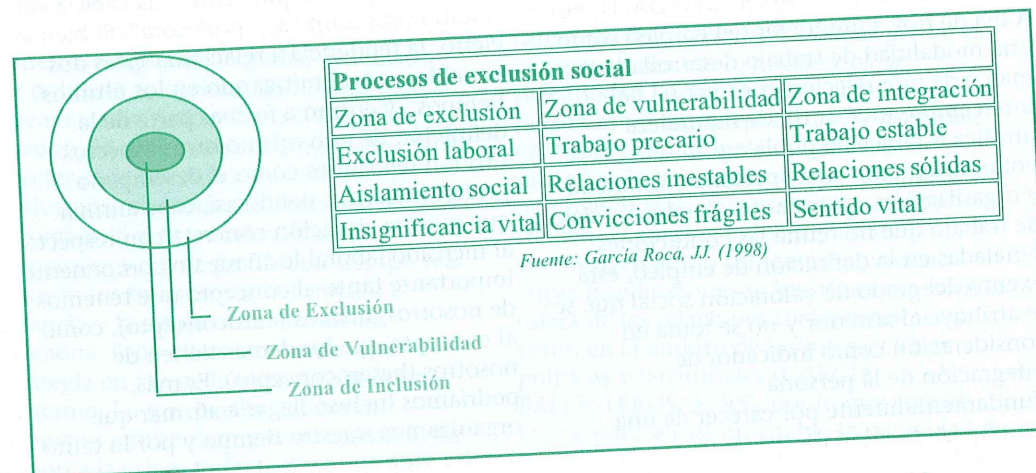 Procesos de exclusión social
Zona de exclusión Zona de vulnerabilidad Zona de integración
Exclusión laboral Trabajo precario Trabajo estable
Aislamiento social Relaciones inestables Relaciones sólidas
Insignificancia vital Convicciones frágiles Sentido vital
Fuente: García Roca, JJ. (1998)
Zona de Exclusión
Zona de Vulnerabilidad
Zona de Inclusión